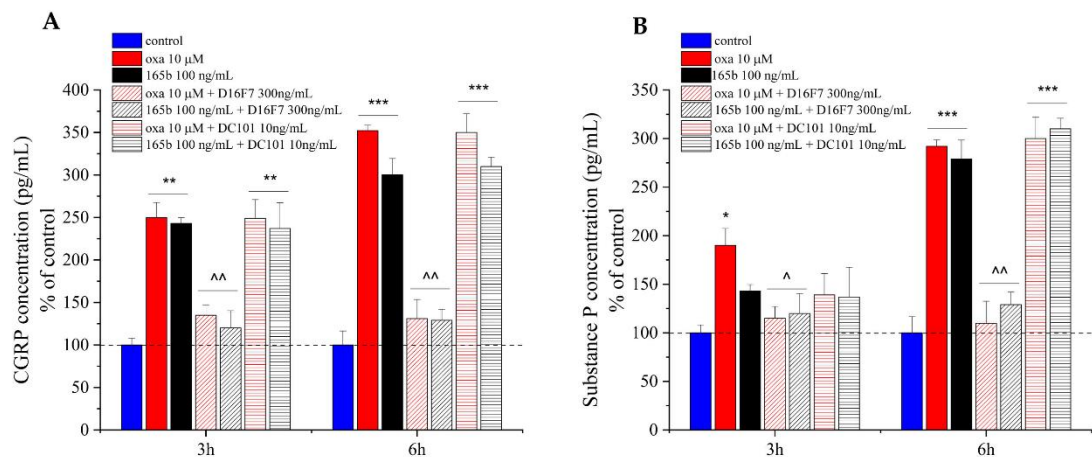 A
control
oxa 10 μM
165b 100 ng/mL
oxa 10 μM + D16F7 300ng/mL
165b 100 ng/mL + D16F7 300ng/mL
oxa 10 μM + DC101 10ng/mL
165b 100 ng/mL + DC101 10ng/mL
CGRP concentration (pg/mL)
% of control
400
350
300
250
200
150
100
50
0
**
^^
**
***
^^
***
3h
6h
B
control
oxa 10 μM
165b 100 ng/mL
oxa 10 μM + D16F7 300ng/mL
165b 100 ng/mL + D16F7 300ng/mL
oxa 10 μM + DC101 10ng/mL
165b 100 ng/mL + DC101 10ng/mL
Substance P concentration (pg/mL)
% of control
350
300
250
200
150
100
50
0
*
^
***
^^
***
3h
6h